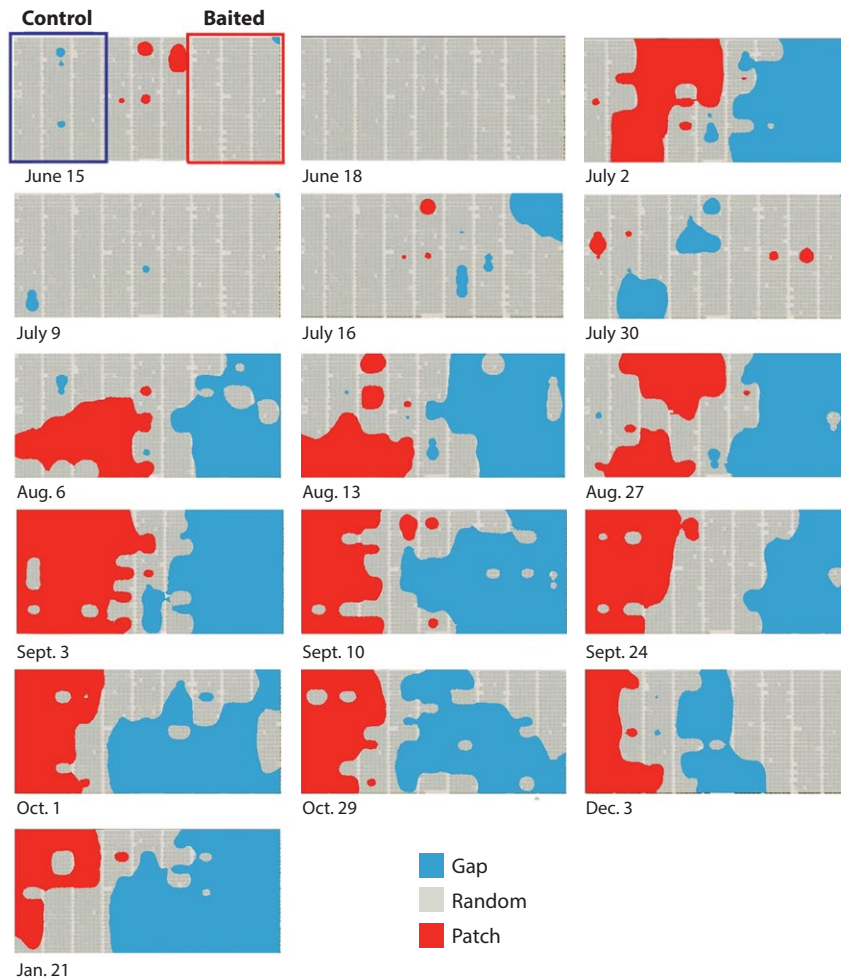 Control Baited
June 15 June 18 July 2
July 9 July 16 July 30
Aug. 6 Aug. 13 Aug. 27
Sept. 3 Sept. 10 Sept. 24
Oct. 1 Oct. 29 Dec. 3
Gap
Random
Patch
Jan. 21